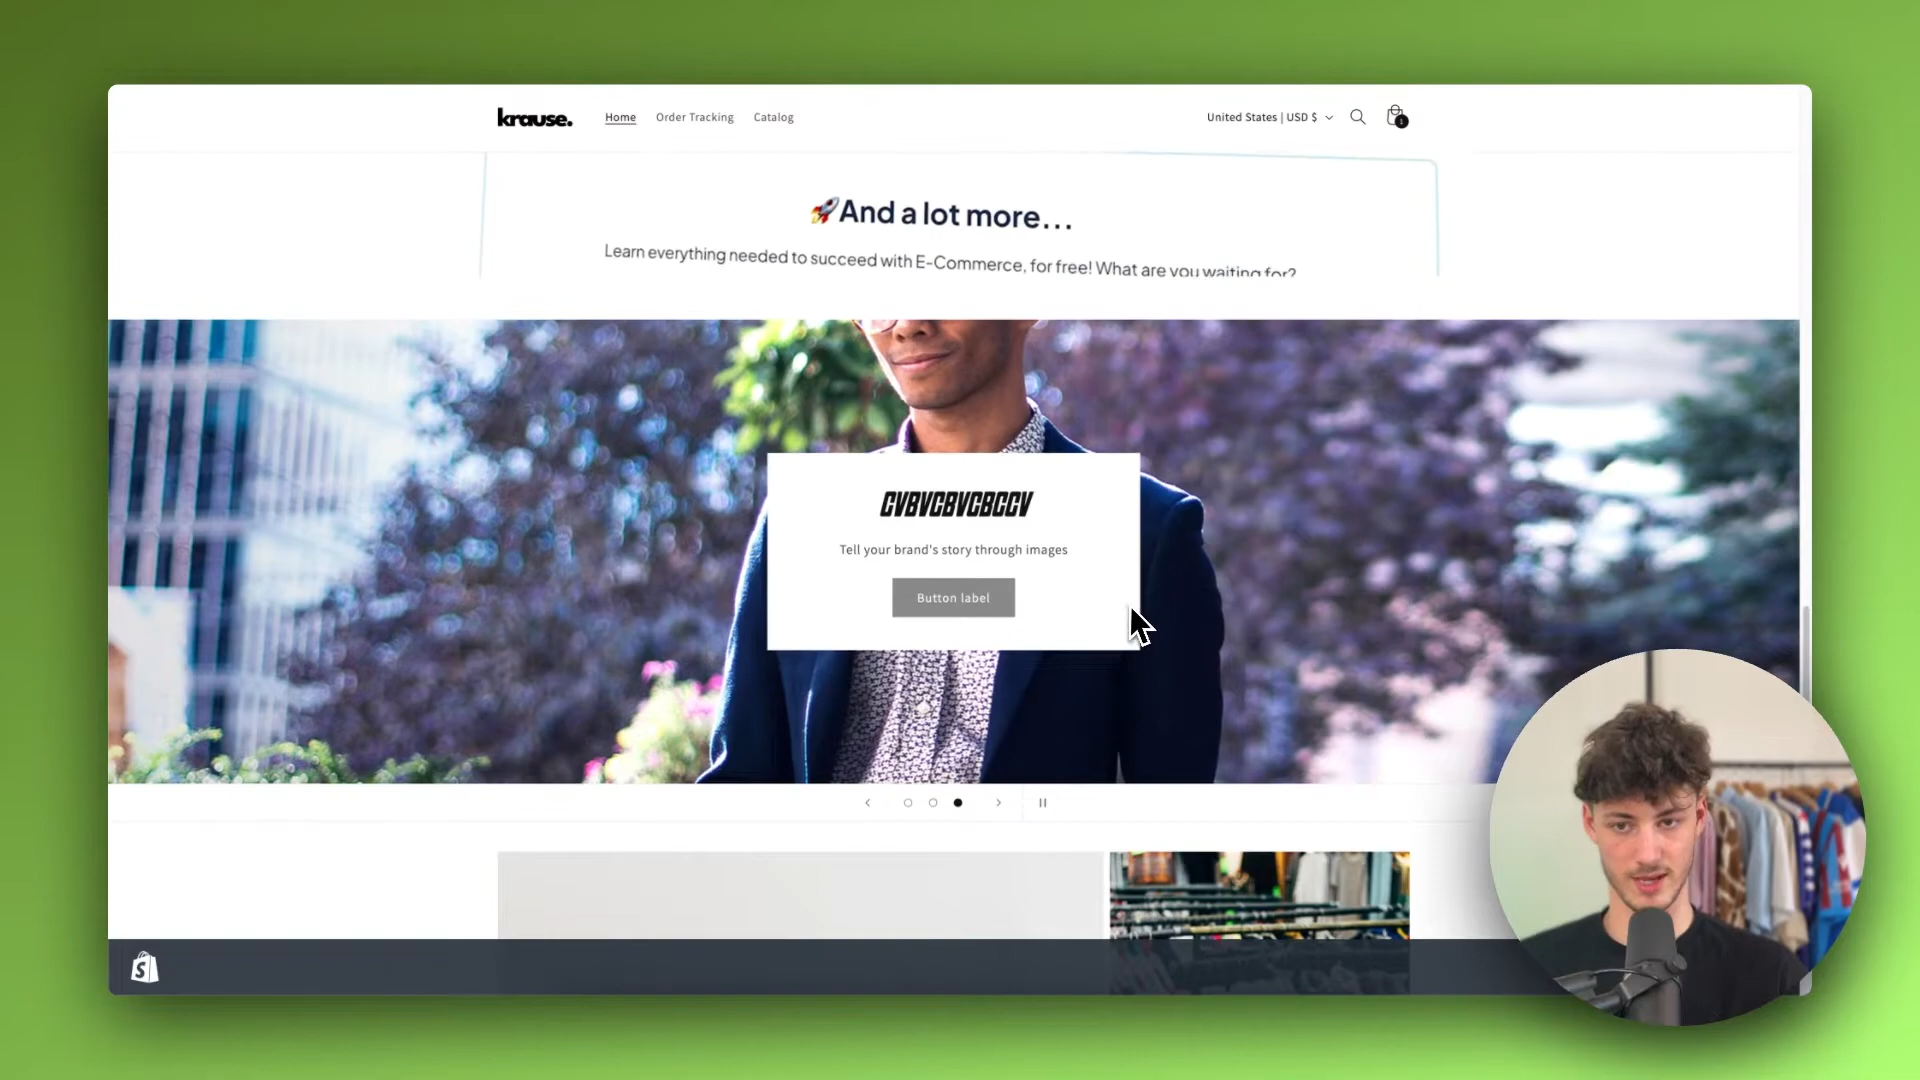 krause. Home Order Tracking Catalog United States | USD $
1
🚀And a lot more...
Learn everything needed to succeed with E-Commerce, for free! What are you waiting for?
CVBVCBVCBCCV
Tell your brand's story through images
Button label